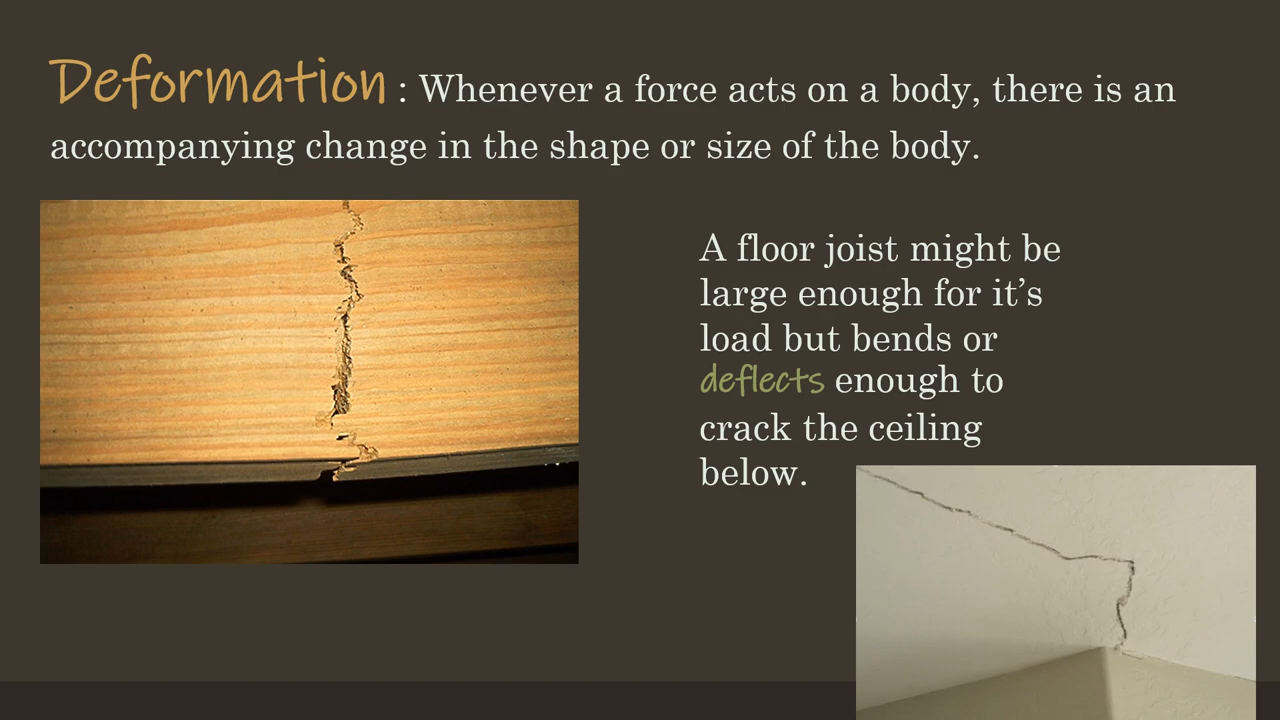 Deformation : Whenever a force acts on a body, there is an
accompanying change in the shape or size of the body.
A floor joist might be
large enough for it’s
load but bends or
deflects enough to
crack the ceiling
below.